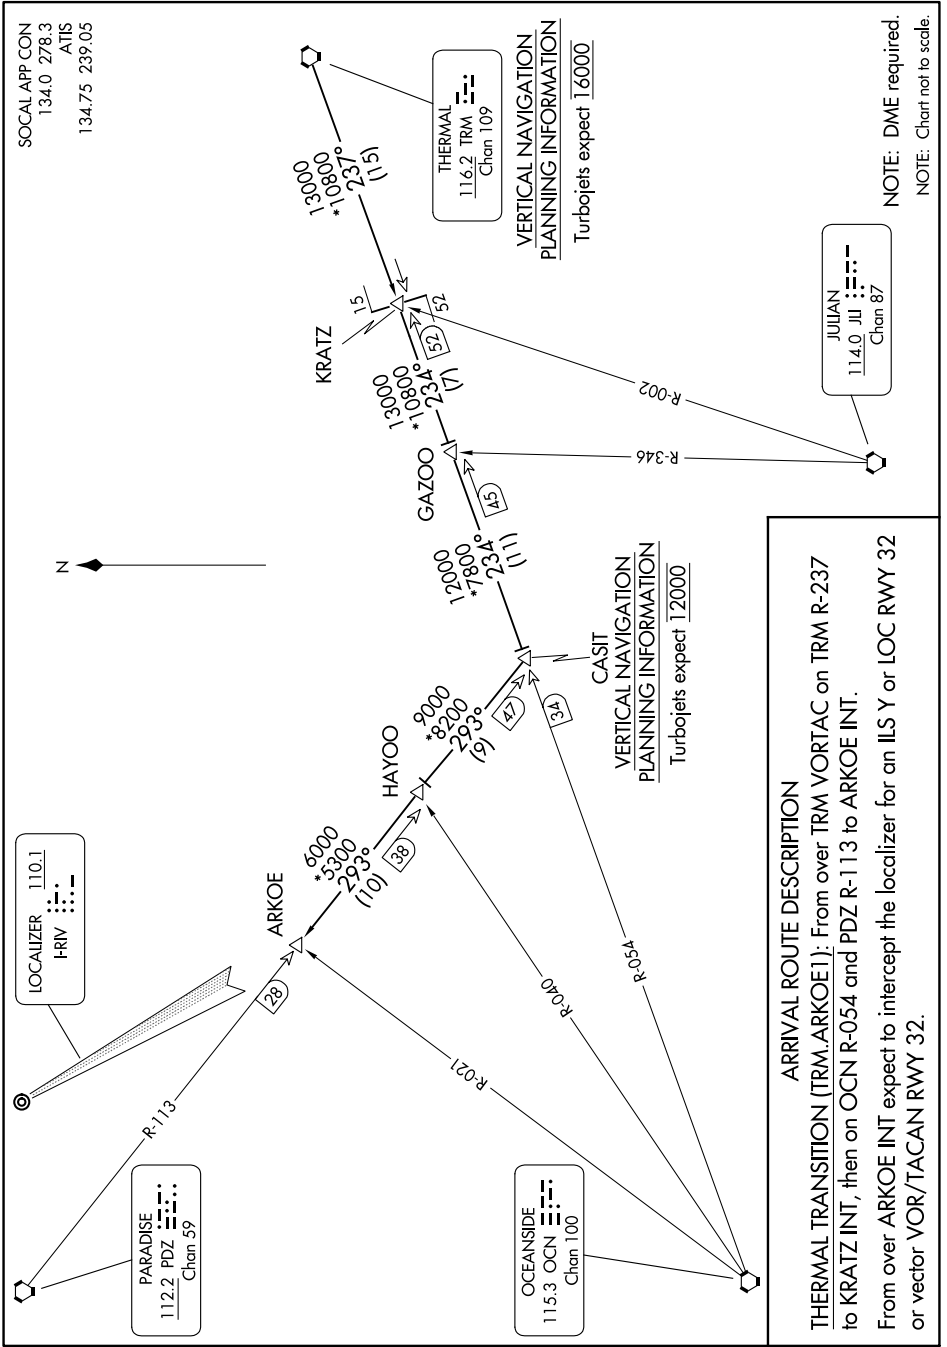 SOCAL APP CON
134.0 278.3
ATIS
134.75 239.05
LOCALIZER 110.1
I-RIV
N
THERMAL
116.2 TRM
Chan 109
VERTICAL NAVIGATION
PLANNING INFORMATION
Turbojets expect 16000
13000
*10800
237°
(15)
KRATZ
15
52
52
13000
*10800
234°
(7)
GAZOO
45
12000
*7800
234°
(11)
CASIT
VERTICAL NAVIGATION
PLANNING INFORMATION
Turbojets expect 12000
47
34
9000
*8200
293°
(9)
HAYOO
38
6000
*5300
293°
(10)
ARKOE
28
R-113
PARADISE
112.2 PDZ
Chan 59
R-021
R-040
R-054
OCEANSIDE
115.3 OCN
Chan 100
R-346
R-002
JULIAN
114.0 JLI
Chan 87
NOTE: DME required.
NOTE: Chart not to scale.
ARRIVAL ROUTE DESCRIPTION
THERMAL TRANSITION (TRM.ARKOE1): From over TRM VORTAC on TRM R-237
to KRATZ INT, then on OCN R-054 and PDZ R-113 to ARKOE INT.
From over ARKOE INT expect to intercept the localizer for an ILS Y or LOC RWY 32
or vector VOR/TACAN RWY 32.